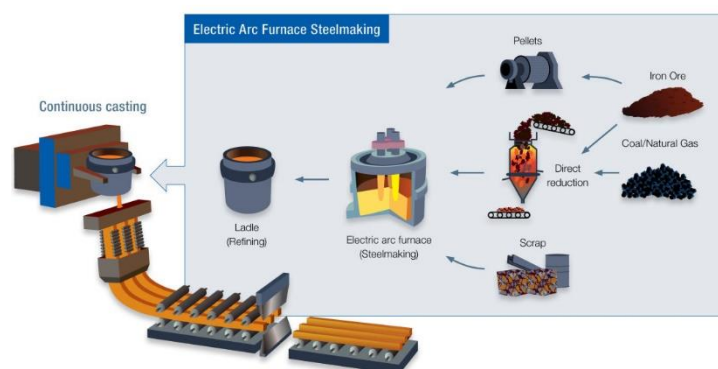 Electric Arc Furnace Steelmaking
Pellets
Iron Ore
Continuous casting
Coal/Natural Gas
Direct
reduction
Ladle
(Refining)
Electric arc furnace
(Steelmaking)
Scrap